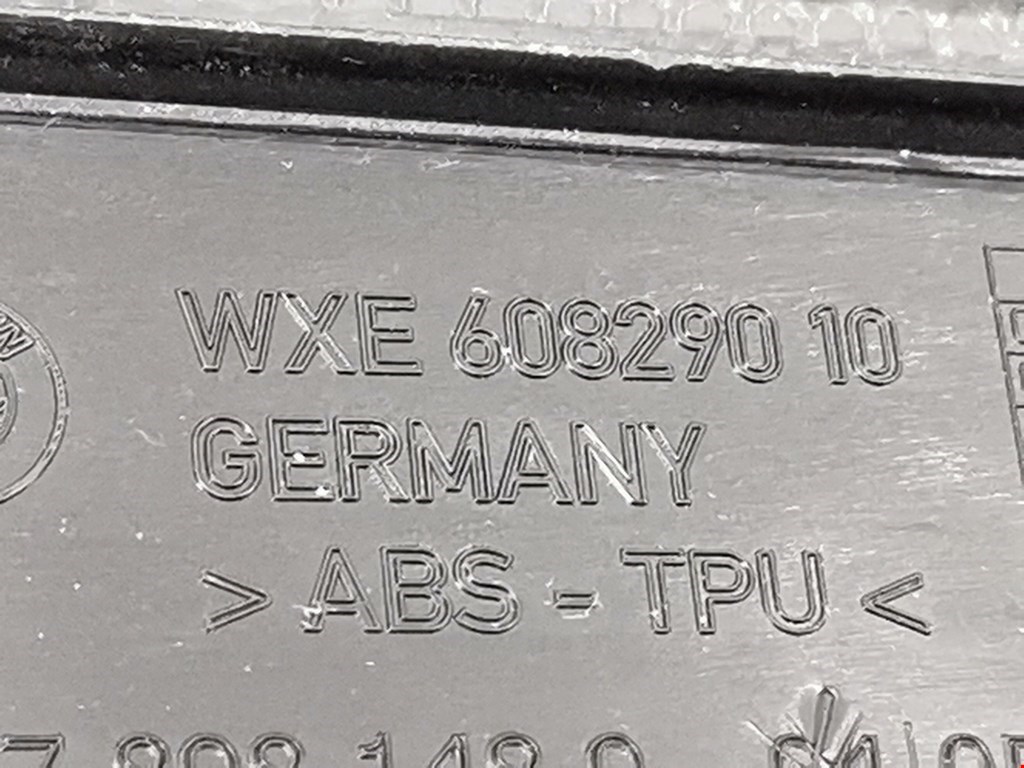 WXE 608290 10
GERMANY
> ABS - TPU <